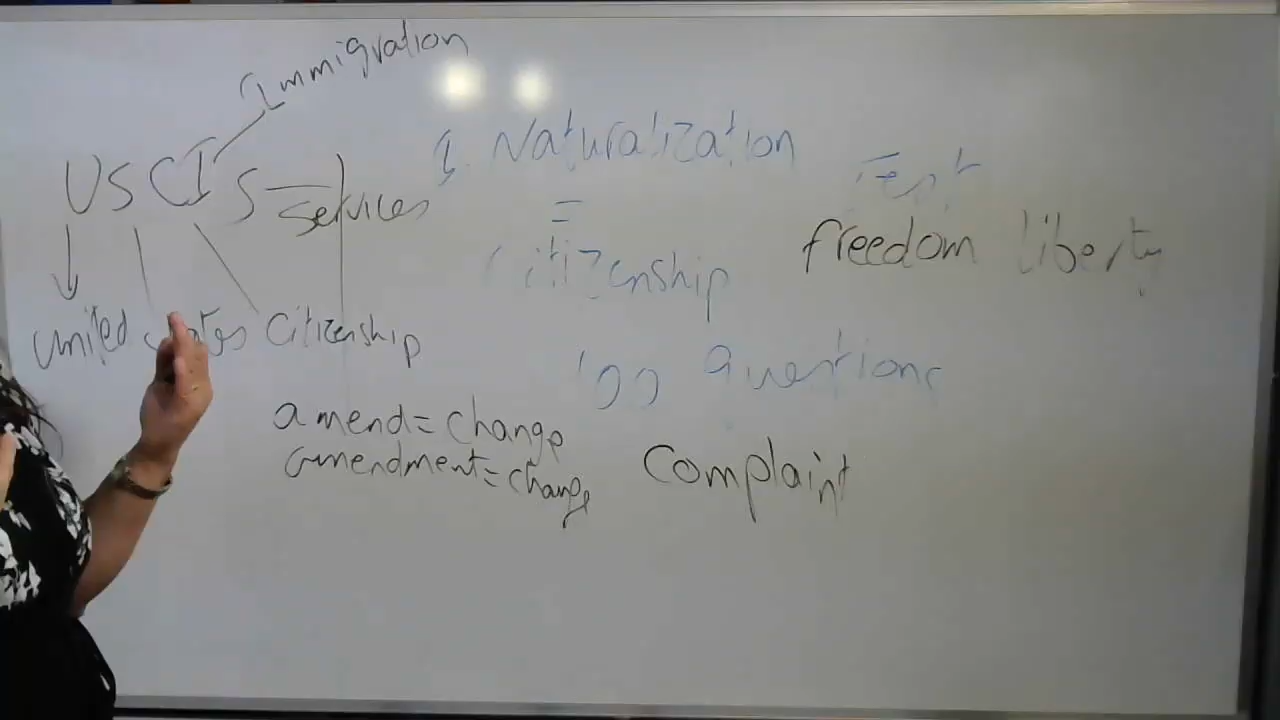 Immigration
USCIS services
United States Citizenship
1. Naturalization Test
=
Citizenship
freedom liberty
100 questions
amend = change
amendment = change
Complaint